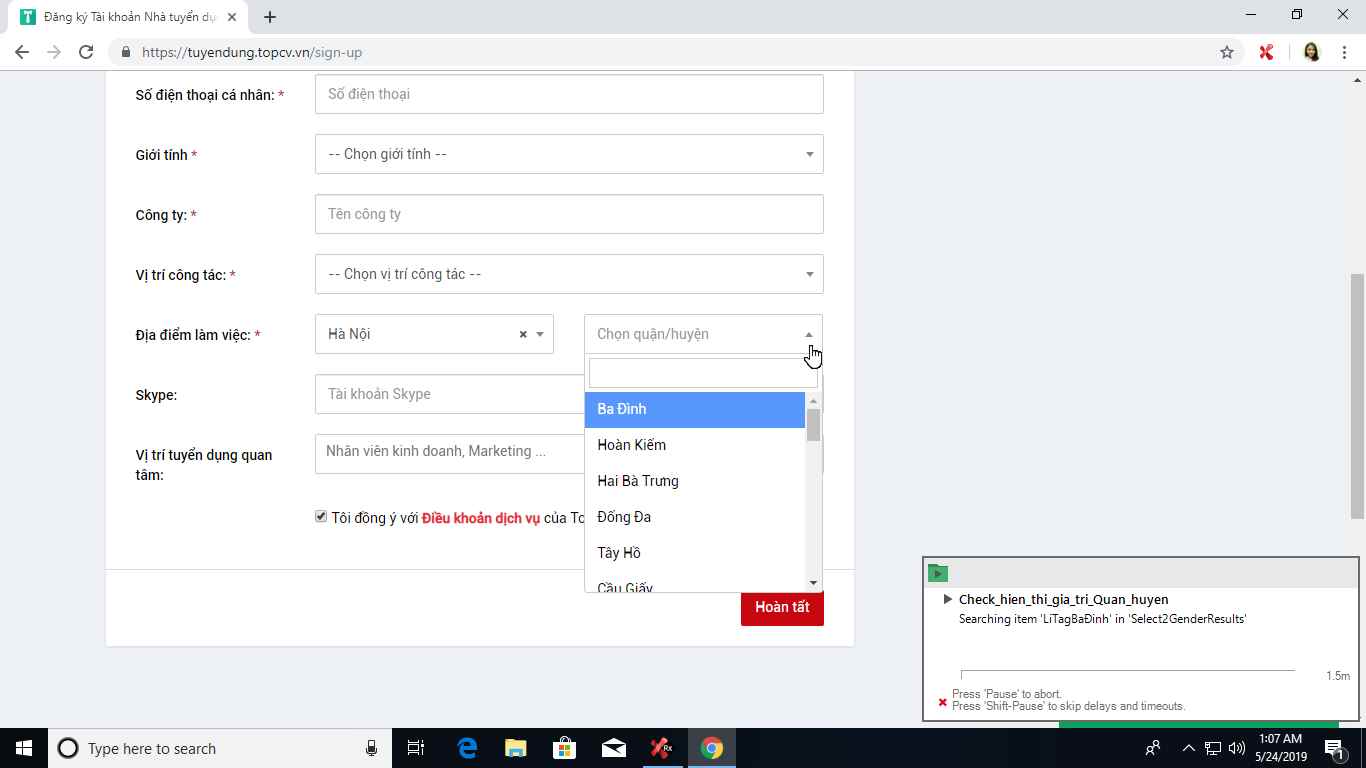 Đăng ký Tài khoản Nhà tuyển dụ
https://tuyendung.topcv.vn/sign-up
Số điện thoại cá nhân: *
Số điện thoại
Giới tính *
-- Chọn giới tính --
Công ty: *
Tên công ty
Vị trí công tác: *
-- Chọn vị trí công tác --
Địa điểm làm việc: *
Hà Nội
Chọn quận/huyện
Ba Đình
Hoàn Kiếm
Hai Bà Trưng
Đống Đa
Tây Hồ
Cầu Giấy
Skype:
Tài khoản Skype
Vị trí tuyển dụng quan
tâm:
Nhân viên kinh doanh, Marketing ...
Tôi đồng ý với Điều khoản dịch vụ của To
Hoàn tất
Check_hien_thi_gia_tri_Quan_huyen
Searching item 'LiTagBaĐinh' in 'Select2GenderResults'
1.5m
Press 'Pause' to abort.
Press 'Shift-Pause' to skip delays and timeouts.
Type here to search
Rx
1:07 AM
5/24/2019
1